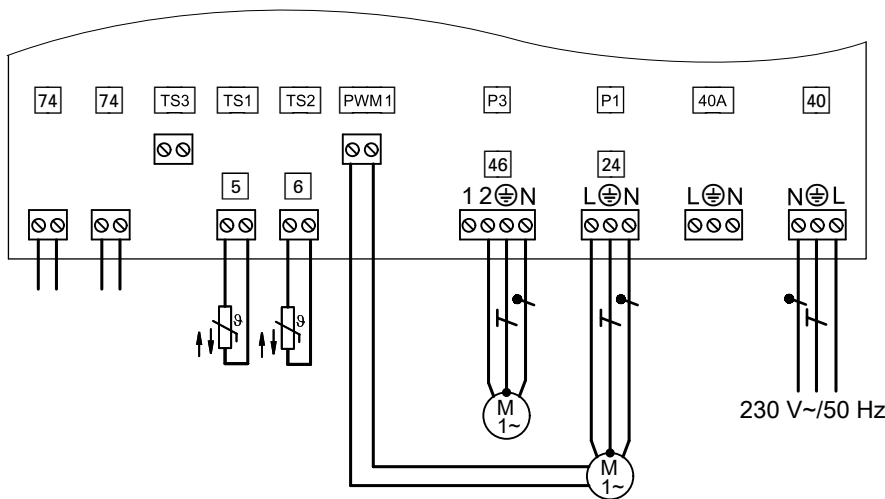 74 74 TS3 TS1 TS2 PWM1 P3 P1 40A 40
5 6 46 24
1 2 ⏚ N L ⏚ N L ⏚ N N ⏚ L
ϑ ϑ
M
1~
230 V~/50 Hz
M
1~